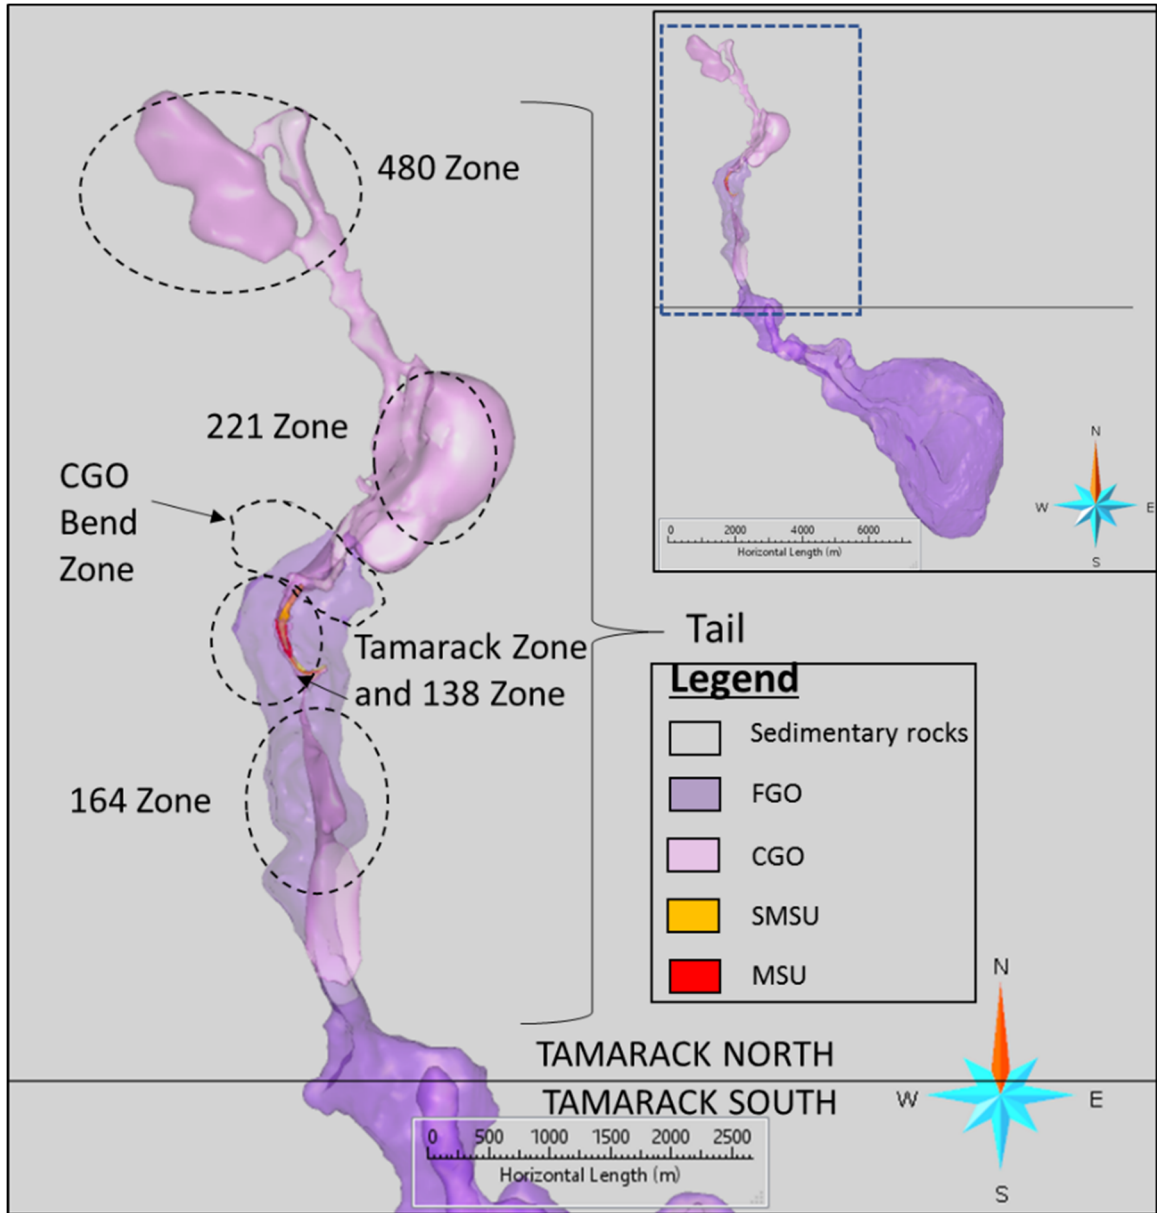 480 Zone
221 Zone
CGO
Bend
Zone
Tamarack Zone
and 138 Zone
164 Zone
Tail
N
W
E
S
0 2000 4000 6000
Horizontal Length (m)
Legend
Sedimentary rocks
FGO
CGO
SMSU
MSU
TAMARACK NORTH
TAMARACK SOUTH
N
W
E
S
0 500 1000 1500 2000 2500
Horizontal Length (m)